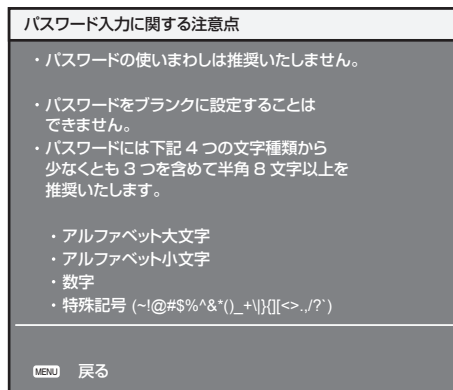 パスワード入力に関する注意点
・パスワードの使いまわしは推奨いたしません。
・パスワードをブランクに設定することは
できません。
・パスワードには下記 4 つの文字種類から
少なくとも 3 つを含めて半角 8 文字以上を
推奨いたします。
・アルファベット大文字
・アルファベット小文字
・数字
・特殊記号 (~!@#$%^&*()_+\|}{][<>.,/?`)
MENU 戻る